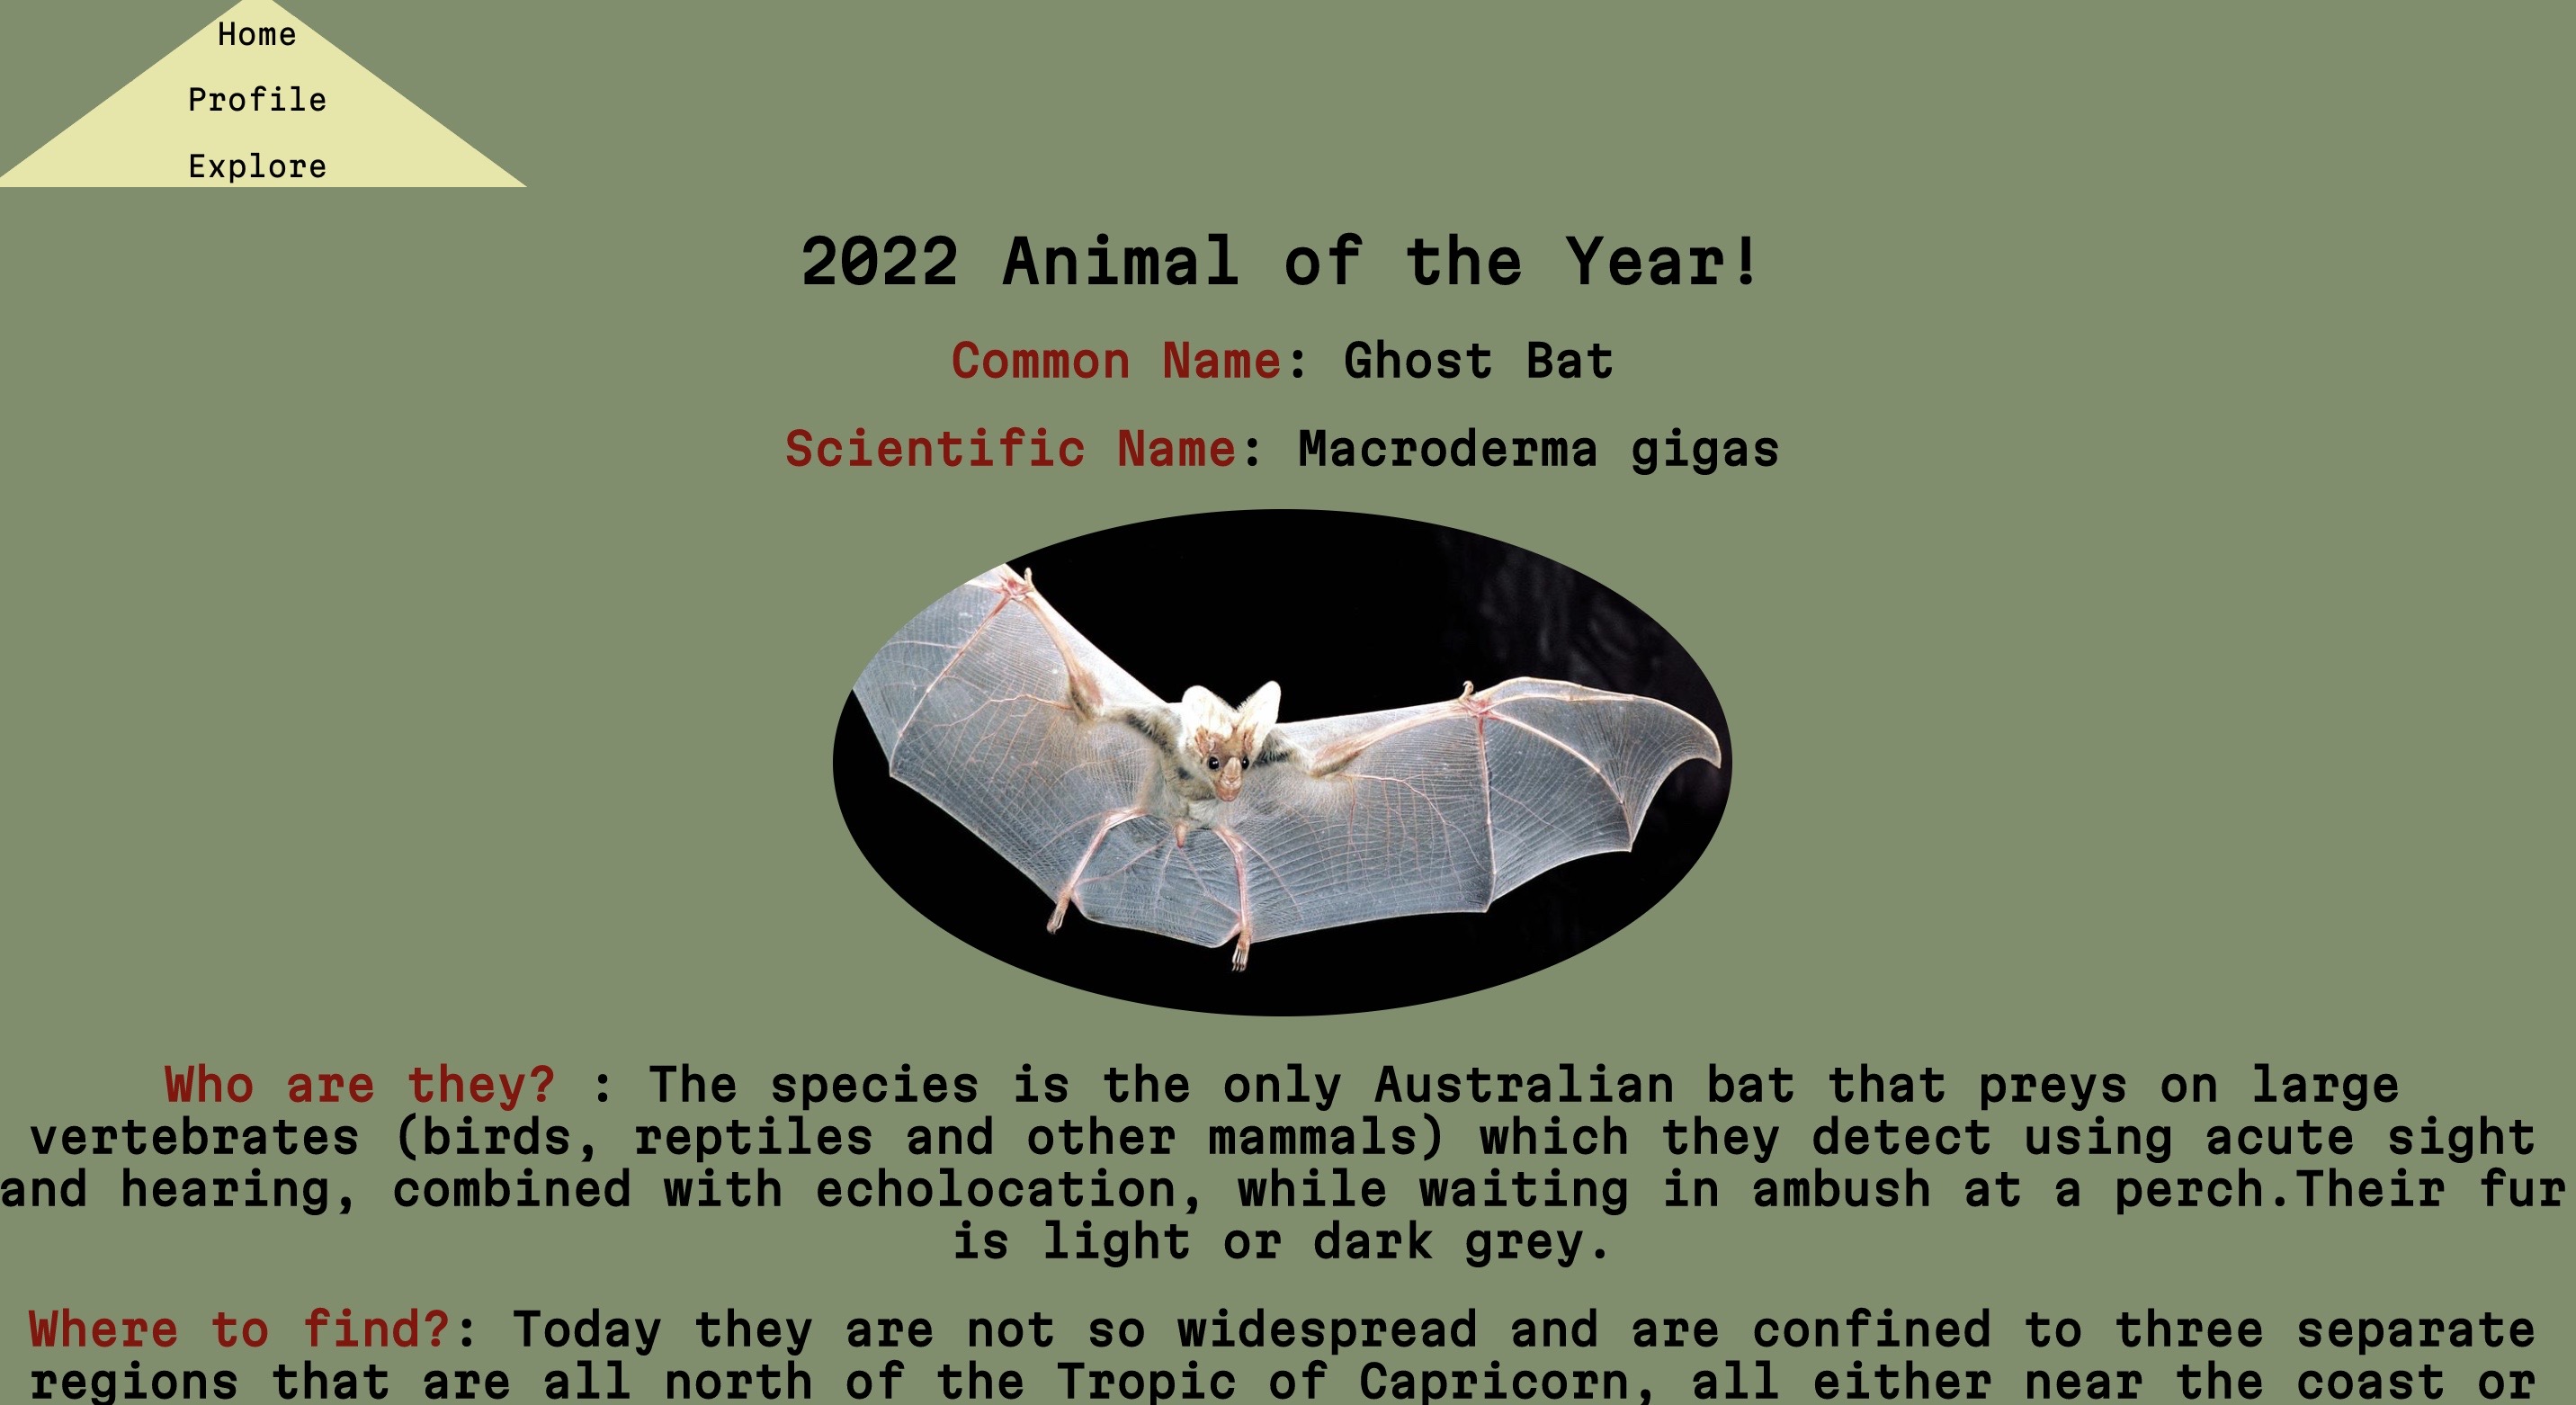 Home
Profile
Explore
2022 Animal of the Year!
Common Name: Ghost Bat
Scientific Name: Macroderma gigas
Who are they? : The species is the only Australian bat that preys on large
vertebrates (birds, reptiles and other mammals) which they detect using acute sight
and hearing, combined with echolocation, while waiting in ambush at a perch.Their fur
is light or dark grey.
Where to find?: Today they are not so widespread and are confined to three separate
regions that are all north of the Tropic of Capricorn, all either near the coast or